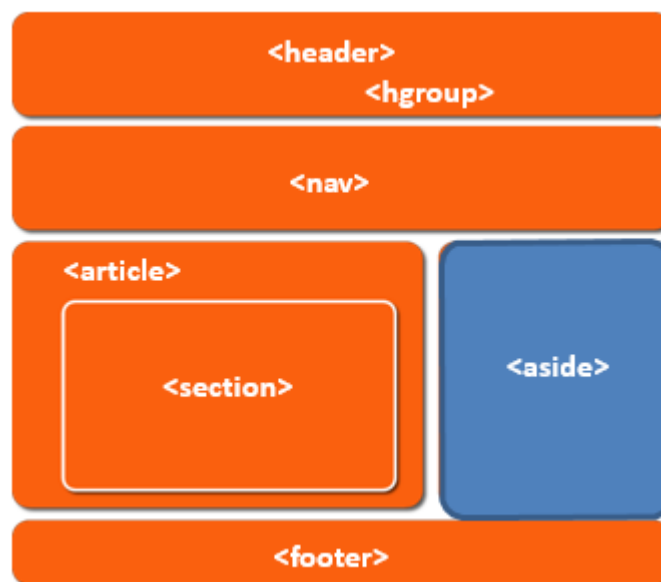 <header>
<hgroup>
<nav>
<article>
<aside>
<section>
<footer>